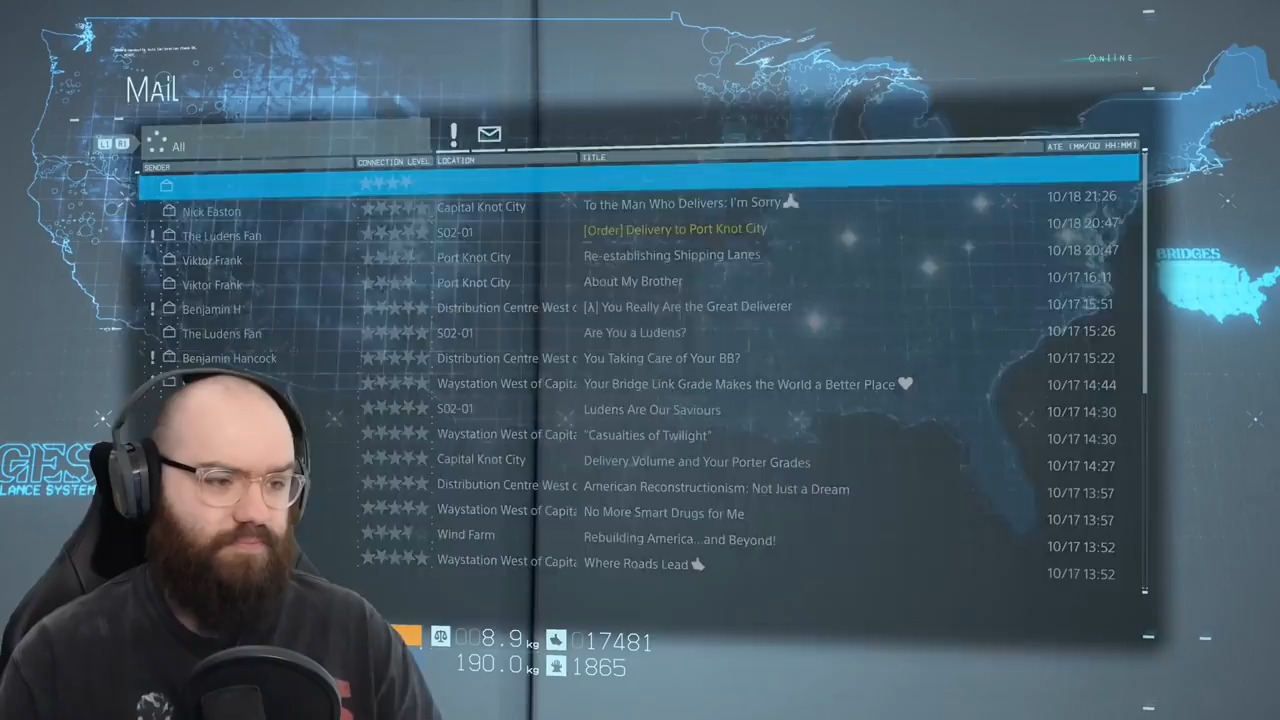 Mail
ONLINE
L1 R1 All
SENDER CONNECTION LEVEL LOCATION TITLE ATE (MM/DD HH:MM)
10/18 21:26
Nick Easton Capital Knot City To the Man Who Delivers: I'm Sorry 10/18 20:47
! The Ludens Fan S02-01 [Order] Delivery to Port Knot City 10/18 20:47
Viktor Frank Port Knot City Re-establishing Shipping Lanes 10/17 16:11
Viktor Frank Port Knot City About My Brother 10/17 15:51
! Benjamin H Distribution Centre West c [λ] You Really Are the Great Deliverer 10/17 15:26
The Ludens Fan S02-01 Are You a Ludens? 10/17 15:22
! Benjamin Hancock Distribution Centre West c You Taking Care of Your BB? 10/17 14:44
Waystation West of Capita Your Bridge Link Grade Makes the World a Better Place 10/17 14:30
S02-01 Ludens Are Our Saviours 10/17 14:30
Waystation West of Capita "Casualties of Twilight" 10/17 14:27
Capital Knot City Delivery Volume and Your Porter Grades 10/17 13:57
Distribution Centre West c American Reconstructionism: Not Just a Dream 10/17 13:57
Waystation West of Capita No More Smart Drugs for Me 10/17 13:52
Wind Farm Rebuilding America...and Beyond! 10/17 13:52
Waystation West of Capita Where Roads Lead
BRIDGES
GES
LANCE SYSTEM
008.9 kg 017481
190.0 kg 1865